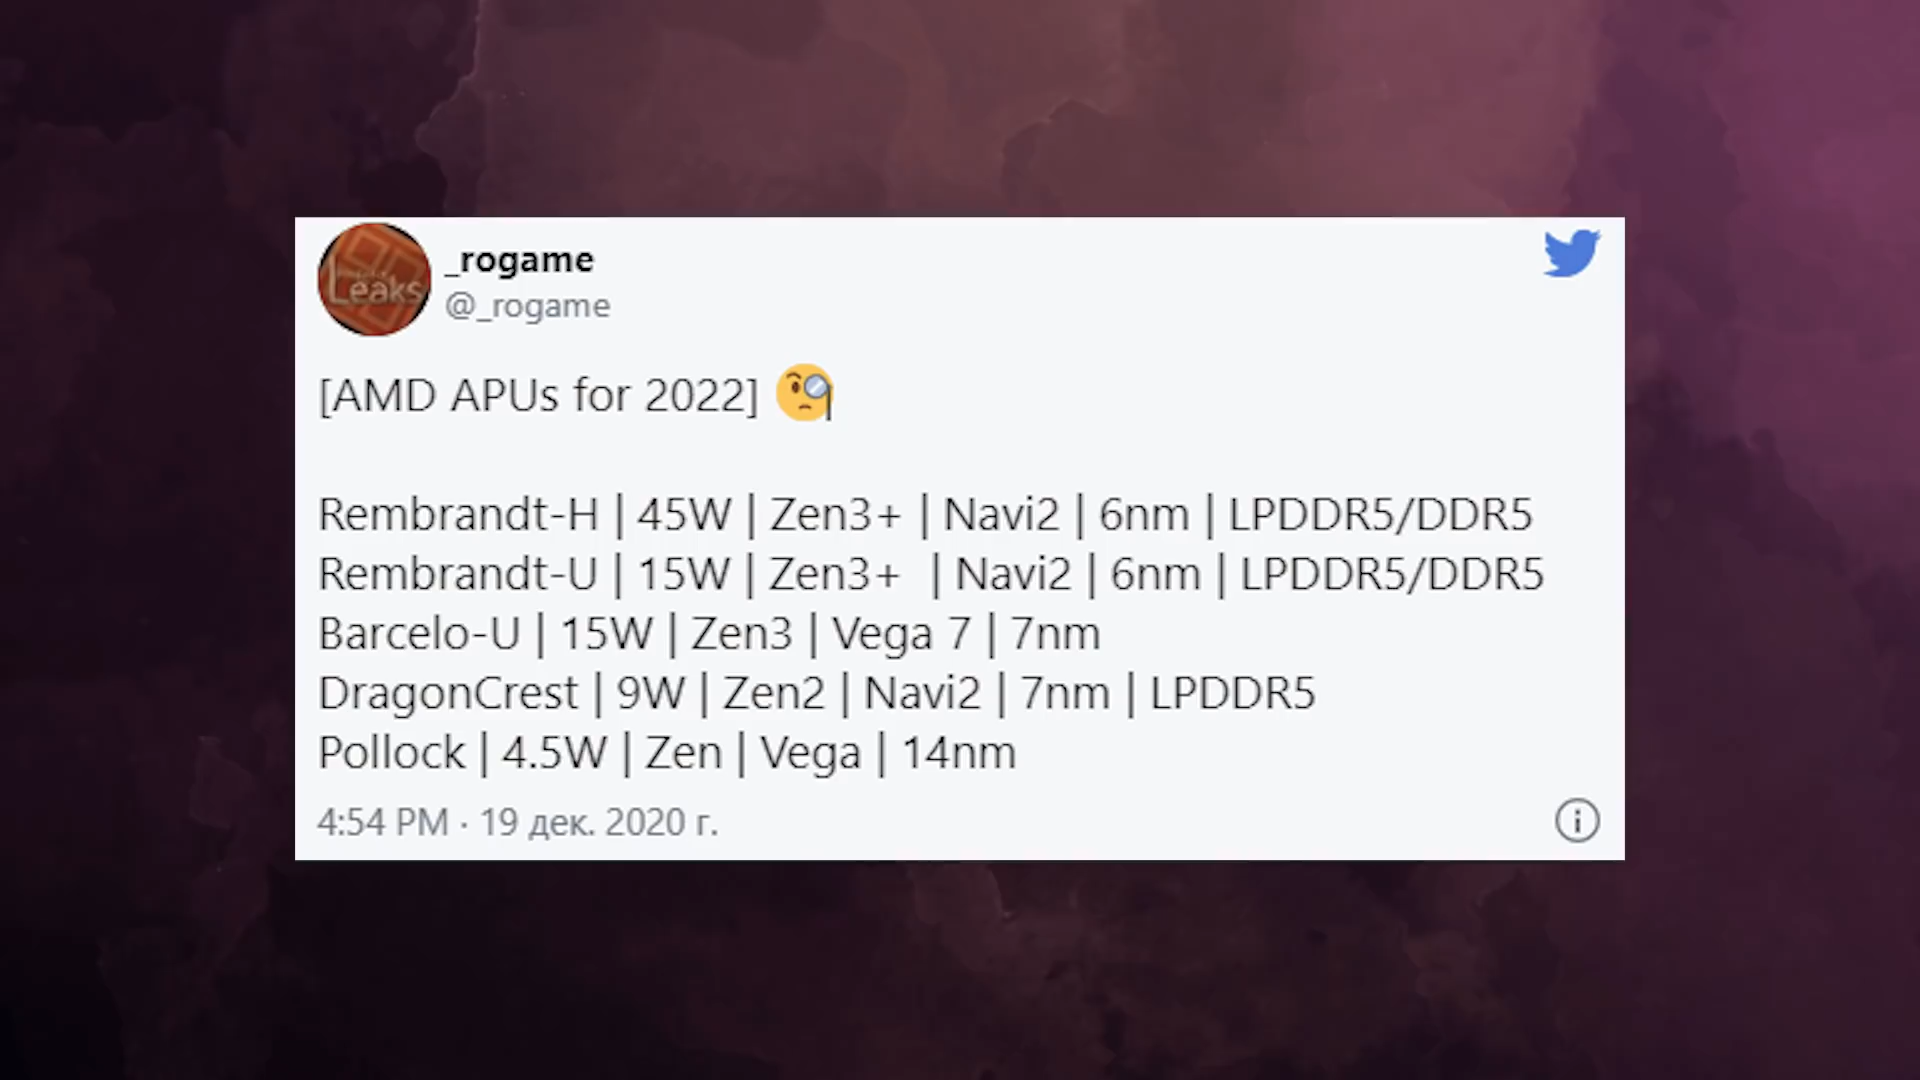 Leaks
_rogame
@_rogame
[AMD APUs for 2022] 🧐
Rembrandt-H | 45W | Zen3+ | Navi2 | 6nm | LPDDR5/DDR5
Rembrandt-U | 15W | Zen3+ | Navi2 | 6nm | LPDDR5/DDR5
Barcelo-U | 15W | Zen3 | Vega 7 | 7nm
DragonCrest | 9W | Zen2 | Navi2 | 7nm | LPDDR5
Pollock | 4.5W | Zen | Vega | 14nm
4:54 PM · 19 дек. 2020 г.